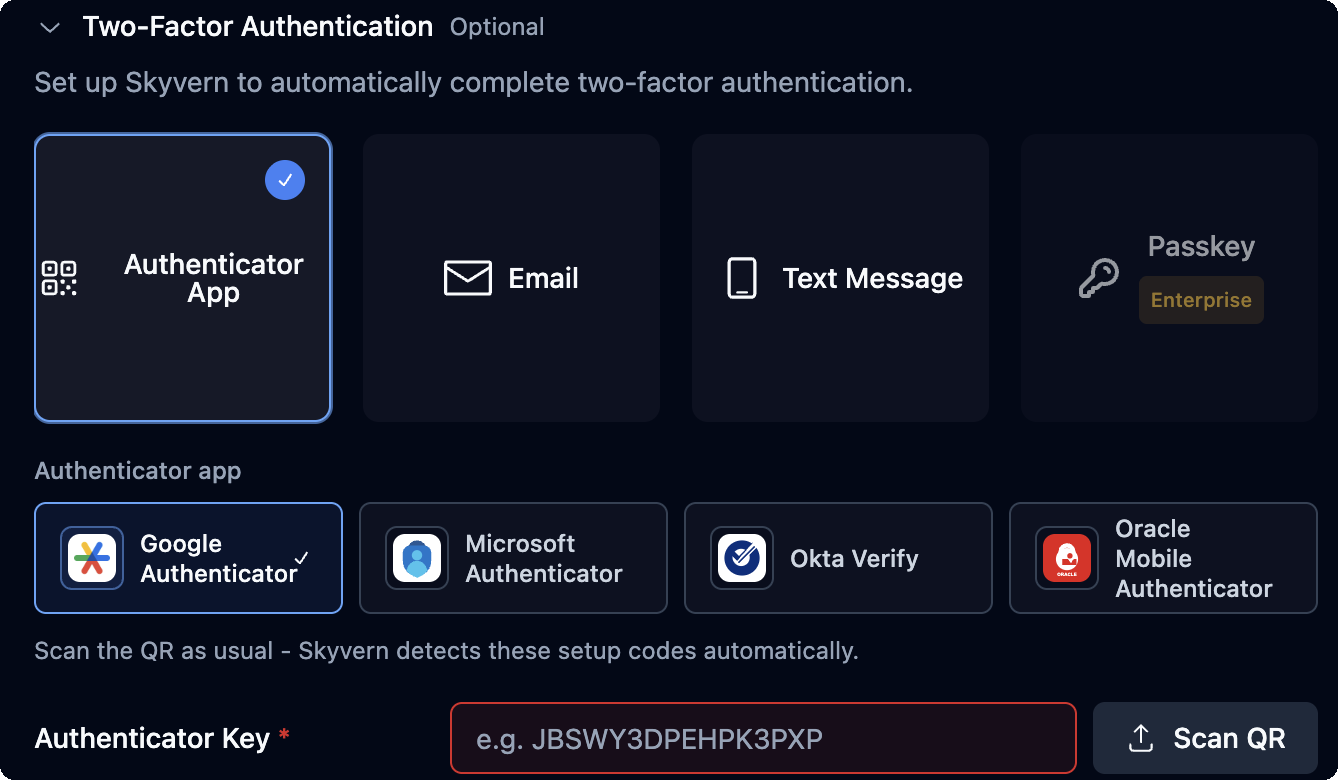 Two-Factor Authentication Optional
Set up Skyvern to automatically complete two-factor authentication.
Authenticator
App
Email
Text Message
Passkey
Enterprise
Authenticator app
Google
Authenticator
Microsoft
Authenticator
Okta Verify
Oracle
Mobile
Authenticator
ORACLE
Scan the QR as usual - Skyvern detects these setup codes automatically.
Authenticator Key *
e.g. JBSWY3DPEHPK3PXP
Scan QR